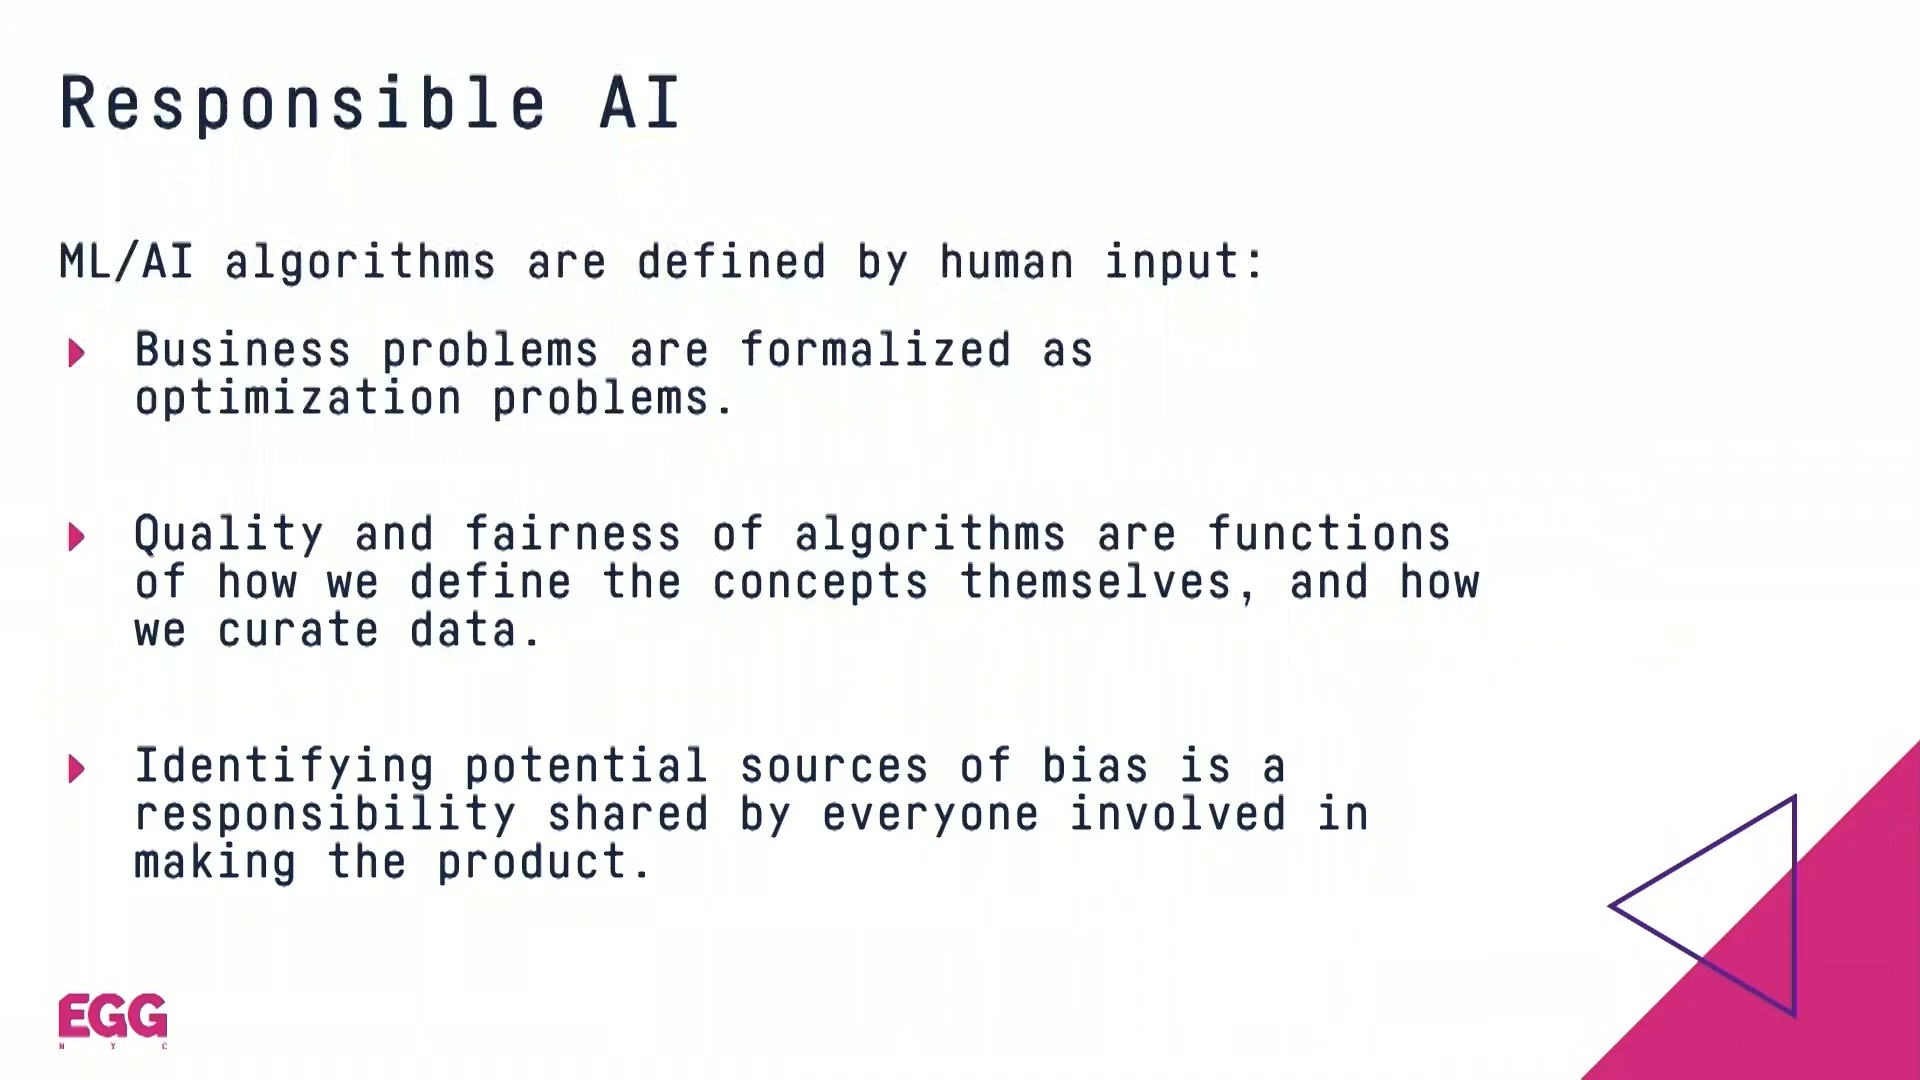 Responsible AI
ML/AI algorithms are defined by human input:
Business problems are formalized as
optimization problems.
Quality and fairness of algorithms are functions
of how we define the concepts themselves, and how
we curate data.
Identifying potential sources of bias is a
responsibility shared by everyone involved in
making the product.
EGG
N Y C